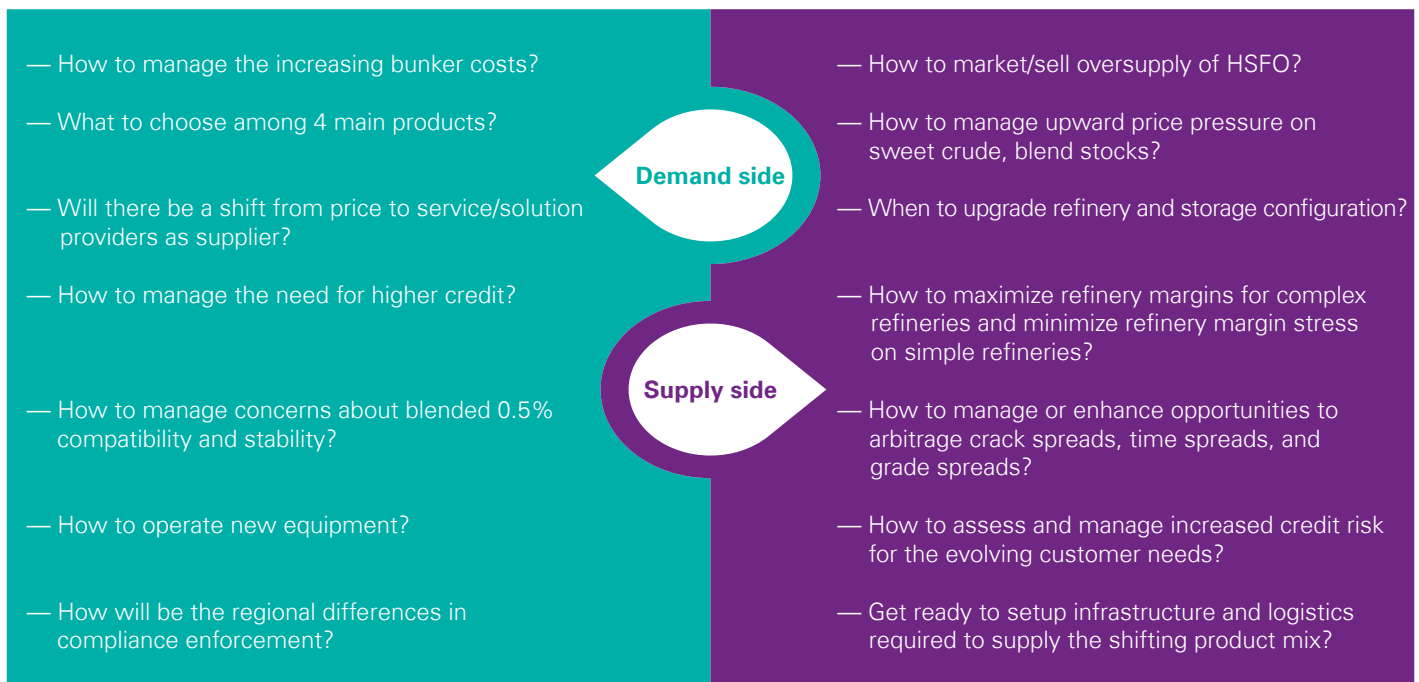 — How to manage the increasing bunker costs?
— What to choose among 4 main products?
— Will there be a shift from price to service/solution
providers as supplier?
— How to manage the need for higher credit?
— How to manage concerns about blended 0.5%
compatibility and stability?
— How to operate new equipment?
— How will be the regional differences in
compliance enforcement?
Demand side
Supply side
— How to market/sell oversupply of HSFO?
— How to manage upward price pressure on
sweet crude, blend stocks?
— When to upgrade refinery and storage configuration?
— How to maximize refinery margins for complex
refineries and minimize refinery margin stress
on simple refineries?
— How to manage or enhance opportunities to
arbitrage crack spreads, time spreads, and
grade spreads?
— How to assess and manage increased credit risk
for the evolving customer needs?
— Get ready to setup infrastructure and logistics
required to supply the shifting product mix?